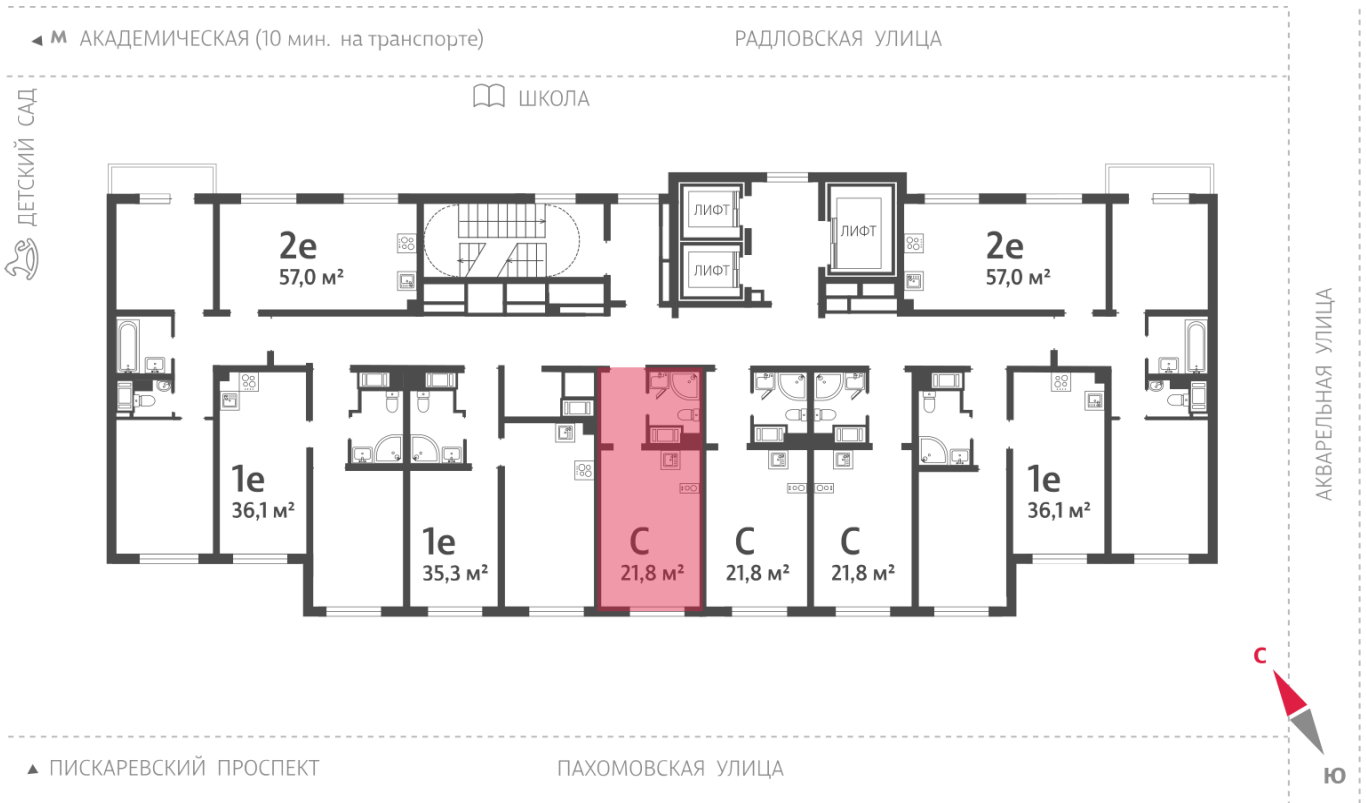 М АКАДЕМИЧЕСКАЯ (10 мин. на транспорте)
РАДЛОВСКАЯ УЛИЦА
ШКОЛА
ДЕТСКИЙ САД
ЛИФТ
ЛИФТ
ЛИФТ
2е
57,0 м²
2е
57,0 м²
АКВАРЕЛЬНАЯ УЛИЦА
1е
36,1 м²
1е
35,3 м²
С
21,8 м²
С
21,8 м²
С
21,8 м²
1е
36,1 м²
С
Ю
ПИСКАРЕВСКИЙ ПРОСПЕКТ
ПАХОМОВСКАЯ УЛИЦА